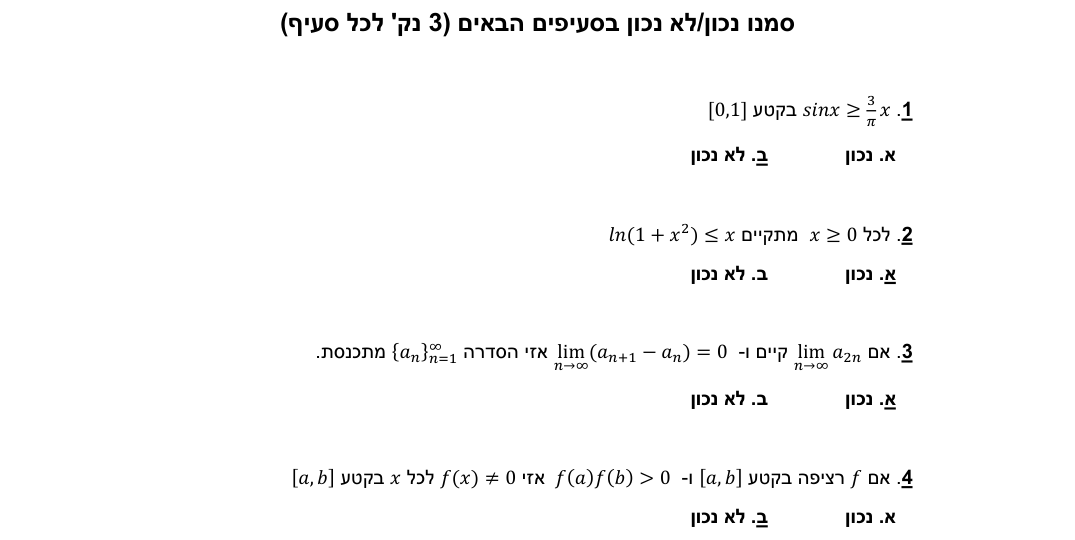 סמנו נכון/לא נכון בסעיפים הבאים (3 נק' לכל סעיף)
1. sinx ≥ \frac{3}{π}x בקטע [0,1]
א. נכון ב. לא נכון
2. לכל x ≥ 0 מתקיים ln(1 + x²) ≤ x
א. נכון ב. לא נכון
3. אם \lim_{n→∞} a_{2n} קיים ו- \lim_{n→∞} (a_{n+1} − a_n) = 0 אזי הסדרה {a_n}_{n=1}^{∞} מתכנסת.
א. נכון ב. לא נכון
4. אם f רציפה בקטע [a,b] ו- f(a)f(b) > 0 אזי f(x) ≠ 0 לכל x בקטע [a,b]
א. נכון ב. לא נכון